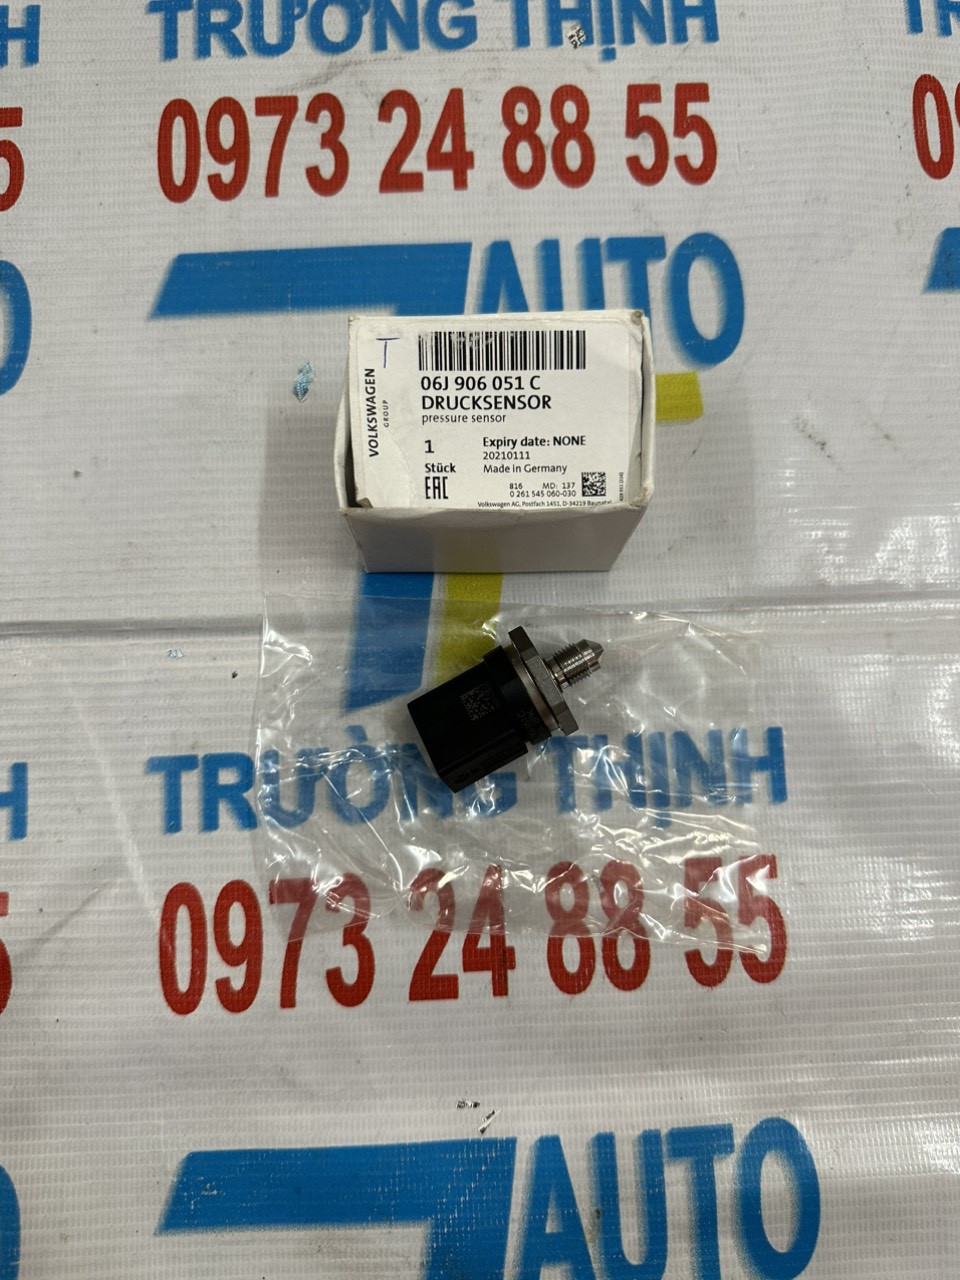 TRƯỜNG THỊNH
0973 24 88 55
AUTO
VOLKSWAGEN
GROUP
T
06J 906 051 C
DRUCKSENSOR
pressure sensor
1
Stück
EAC
Expiry date: NONE
20210111
Made in Germany
816 MD: 137
0 261 545 060-030
Volkswagen AG, Postfach 1451, D-34219
TRƯỜNG THỊNH
0973 24 88 55
AUTO